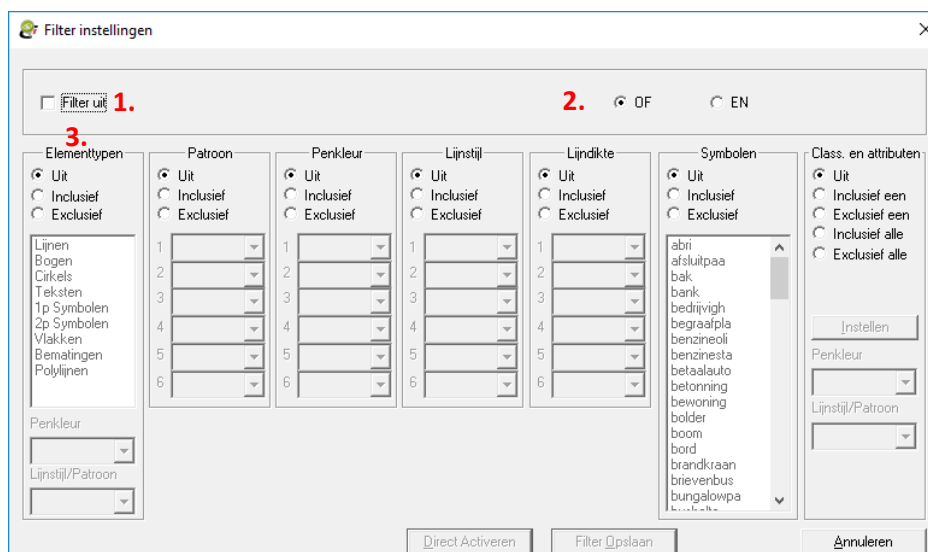 Filter instellingen
Filter uit 1. 2. OF EN
3.
Elementtypen
Uit
Inclusief
Exclusief
Lijnen
Bogen
Cirkels
Teksten
1p Symbolen
2p Symbolen
Vlakken
Bematingen
Polylijnen
Penkleur
Lijnstijl/Patroon
Patroon
Uit
Inclusief
Exclusief
1
2
3
4
5
6
Penkleur
Uit
Inclusief
Exclusief
1
2
3
4
5
6
Lijnstijl
Uit
Inclusief
Exclusief
1
2
3
4
5
6
Lijndikte
Uit
Inclusief
Exclusief
1
2
3
4
5
6
Symbolen
Uit
Inclusief
Exclusief
abri
afsluitpaa
bak
bank
bedrijvigh
begraafpla
benzineoli
benzinesta
betaalauto
betonning
bewoning
bolder
boom
bord
brandkraan
brievenbus
bungalowpa
Class. en attributen
Uit
Inclusief een
Exclusief een
Inclusief alle
Exclusief alle
Instellen
Penkleur
Lijnstijl/Patroon
Direct Activeren Filter Opslaan Annuleren